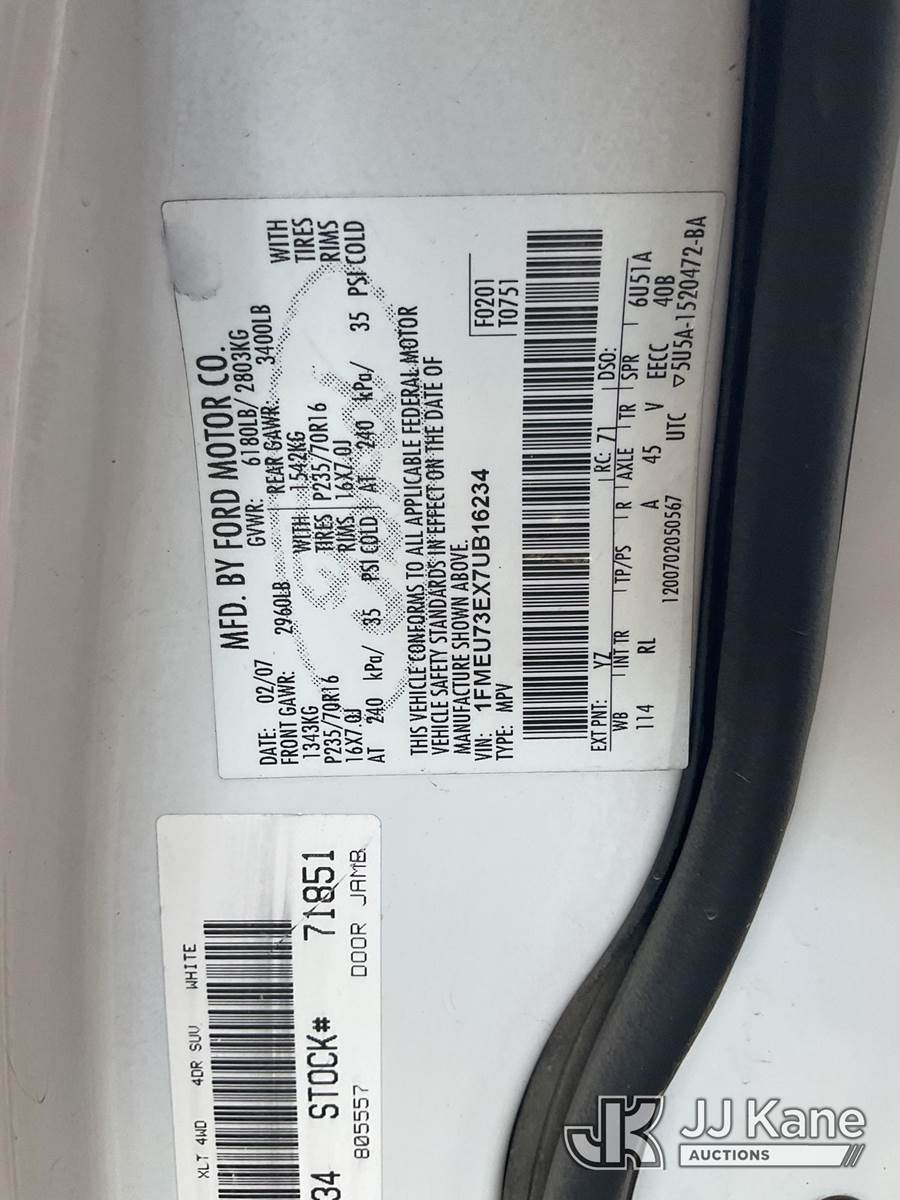 MFD. BY FORD MOTOR CO.
DATE: 02/07 GVWR: 6180LB/ 2803KG
FRONT GAWR: 2960LB REAR GAWR: 3400LB
1343KG WITH 1542KG WITH
P235/70R16 TIRES P235/70R16 TIRES
16X7.0J RIMS 16X7.0J RIMS
AT 240 kPa/ 35 PSI COLD AT 240 kPa/ 35 PSI COLD
THIS VEHICLE CONFORMS TO ALL APPLICABLE FEDERAL MOTOR
VEHICLE SAFETY STANDARDS IN EFFECT ON THE DATE OF
MANUFACTURE SHOWN ABOVE.
VIN: 1FMEU73EX7UB16234 F0201
TYPE: MPV T0751
EXT PNT: YZ RC: 71 DSO:
WB INT TR TP/PS R AXLE TR SPR 6U51A
114 RL A 45 V EECC 40B
1200702050567 UTC ▽5U5A-1520472-BA
XLT 4WD 4DR SUV WHITE
34 STOCK# 71851
805557 DOOR JAMB
JK JJ Kane
AUCTIONS